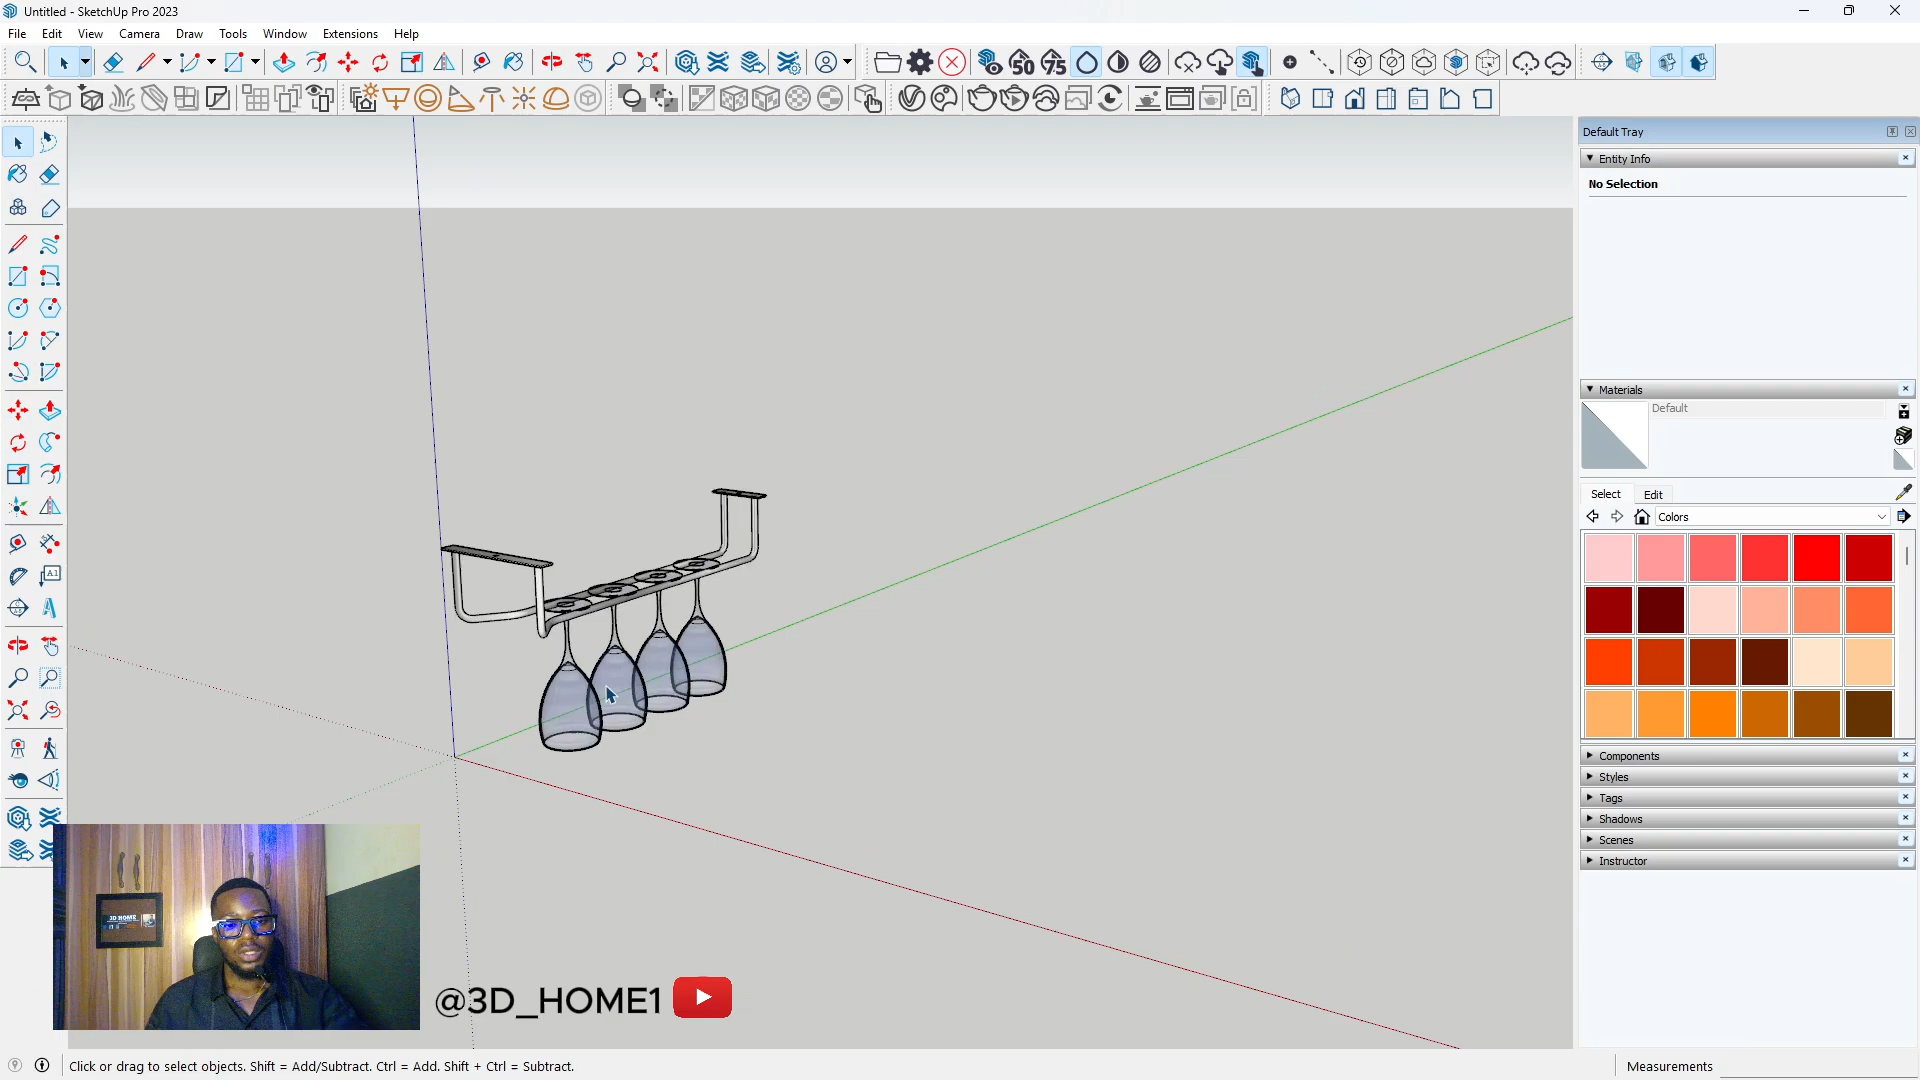 Untitled - SketchUp Pro 2023
File Edit View Camera Draw Tools Window Extensions Help
Default Tray
Entity Info
No Selection
Materials
Default
Select Edit
Colors
Components
Styles
Tags
Shadows
Scenes
Instructor
3D HOME
@3D_HOME1
Click or drag to select objects. Shift = Add/Subtract. Ctrl = Add. Shift + Ctrl = Subtract.
Measurements